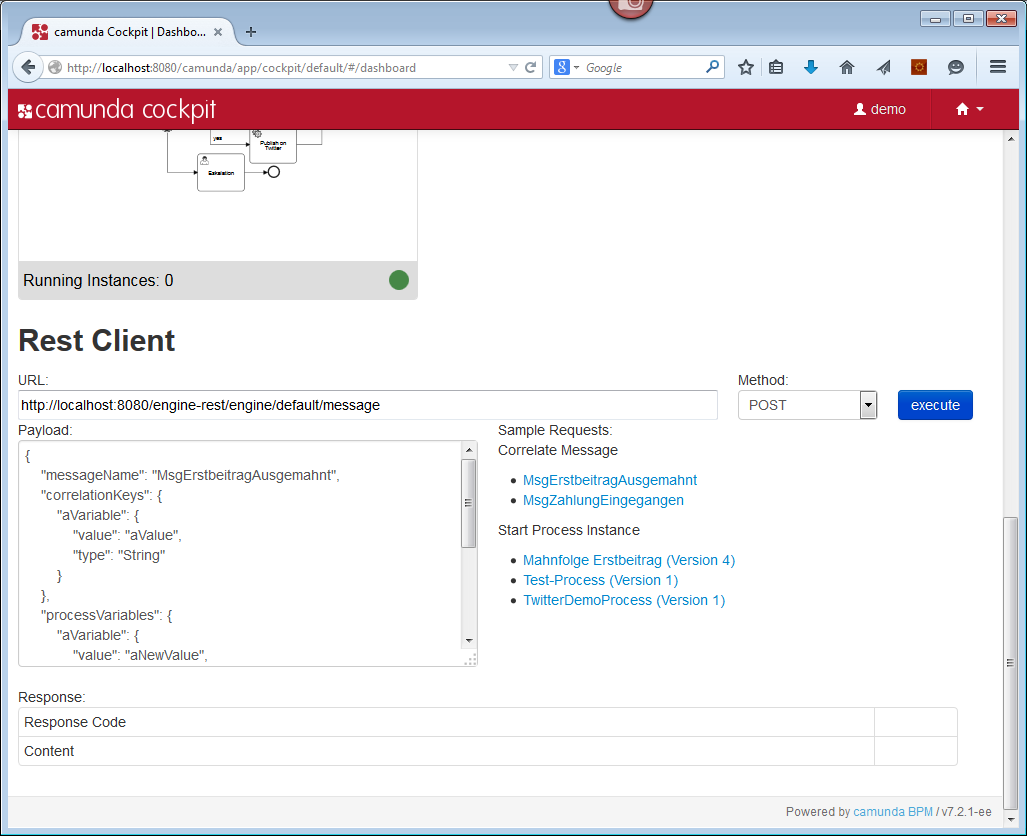 camunda Cockpit | Dashbo...
http://localhost:8080/camunda/app/cockpit/default/#/dashboard
Google
camunda cockpit
demo
yes
Publish on
Twitter
Eskalation
Running Instances: 0
Rest Client
URL:
Method:
http://localhost:8080/engine-rest/engine/default/message
POST
execute
Payload:
{
"messageName": "MsgErstbeitragAusgemahnt",
"correlationKeys": {
"aVariable": {
"value": "aValue",
"type": "String"
}
},
"processVariables": {
"aVariable": {
"value": "aNewValue",
Sample Requests:
Correlate Message
MsgErstbeitragAusgemahnt
MsgZahlungEingegangen
Start Process Instance
Mahnfolge Erstbeitrag (Version 4)
Test-Process (Version 1)
TwitterDemoProcess (Version 1)
Response:
Response Code
Content
Powered by camunda BPM / v7.2.1-ee